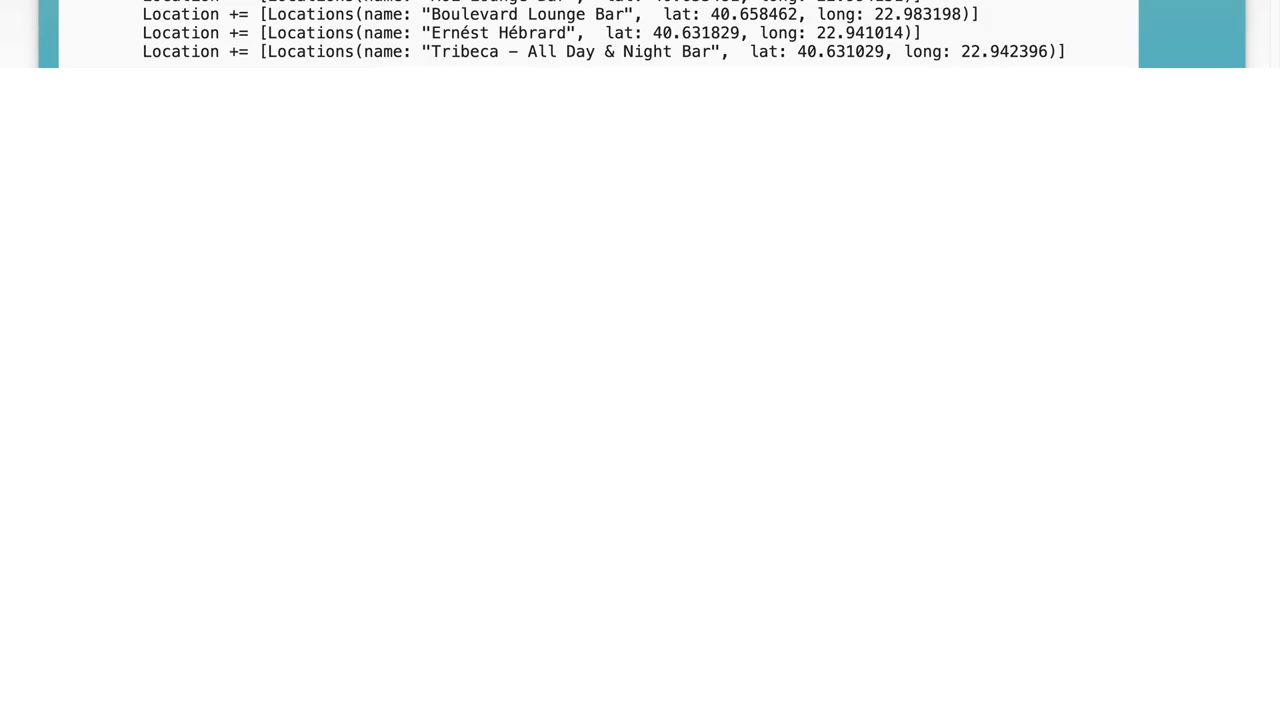 Location += [Locations(name: "Boulevard Lounge Bar",  lat: 40.658462, long: 22.983198)]
Location += [Locations(name: "Ernést Hébrard",  lat: 40.631829, long: 22.941014)]
Location += [Locations(name: "Tribeca – All Day & Night Bar",  lat: 40.631029, long: 22.942396)]